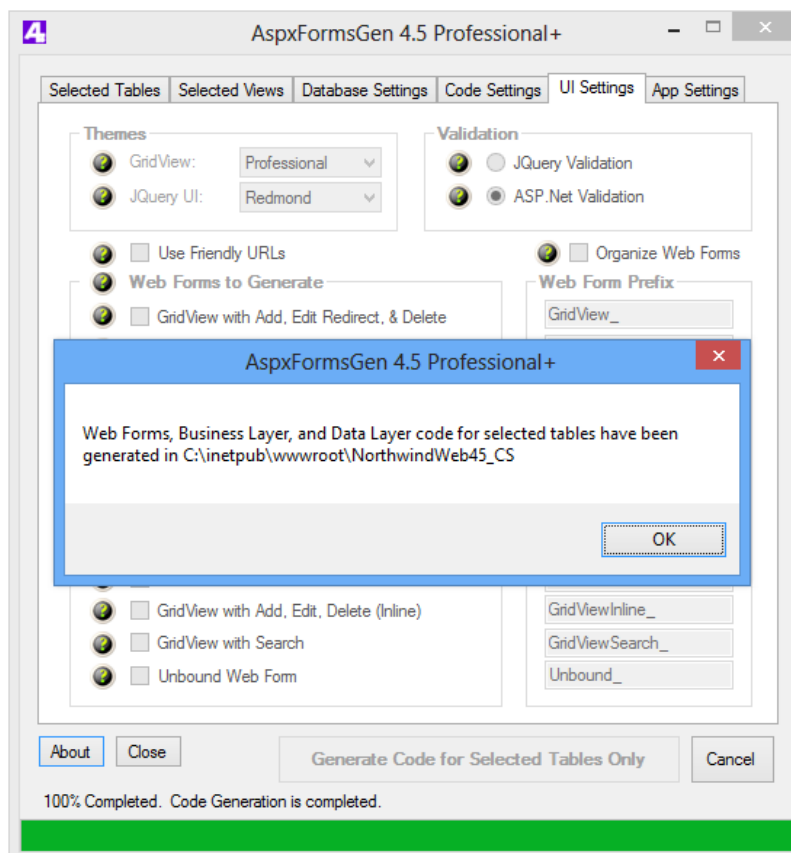 AspxFormsGen 4.5 Professional+
Selected Tables Selected Views Database Settings Code Settings UI Settings App Settings
Themes
GridView: Professional
JQuery UI: Redmond
Validation
JQuery Validation
ASP.Net Validation
Use Friendly URLs
Organize Web Forms
Web Forms to Generate
Web Form Prefix
GridView with Add, Edit Redirect, & Delete
GridView_
AspxFormsGen 4.5 Professional+
Web Forms, Business Layer, and Data Layer code for selected tables have been
generated in C:\inetpub\wwwroot\NorthwindWeb45_CS
OK
GridView with Add, Edit, Delete (Inline)
GridViewInline_
GridView with Search
GridViewSearch_
Unbound Web Form
Unbound_
About Close Generate Code for Selected Tables Only Cancel
100% Completed. Code Generation is completed.